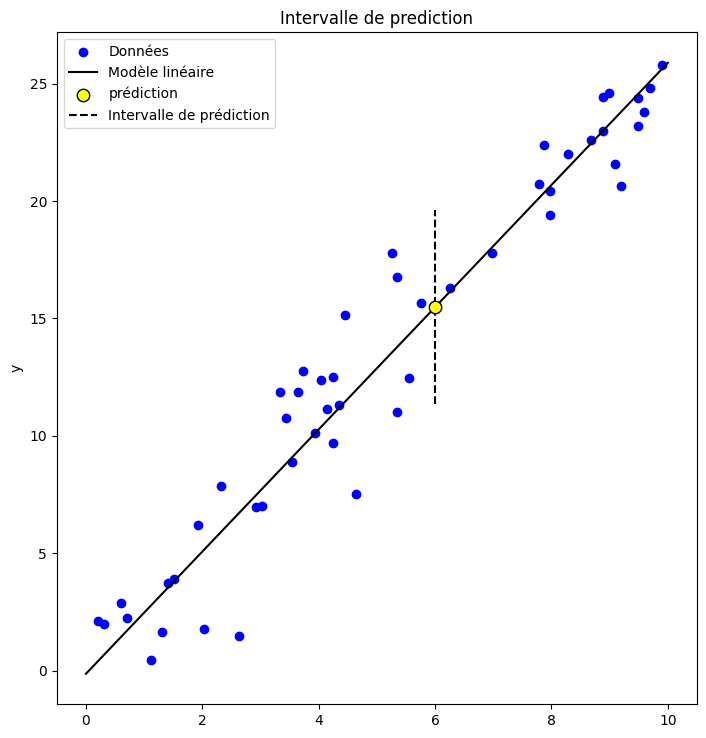 Intervalle de prediction
Données
Modèle linéaire
prédiction
Intervalle de prédiction
25
20
15
10
5
0
y
0 2 4 6 8 10